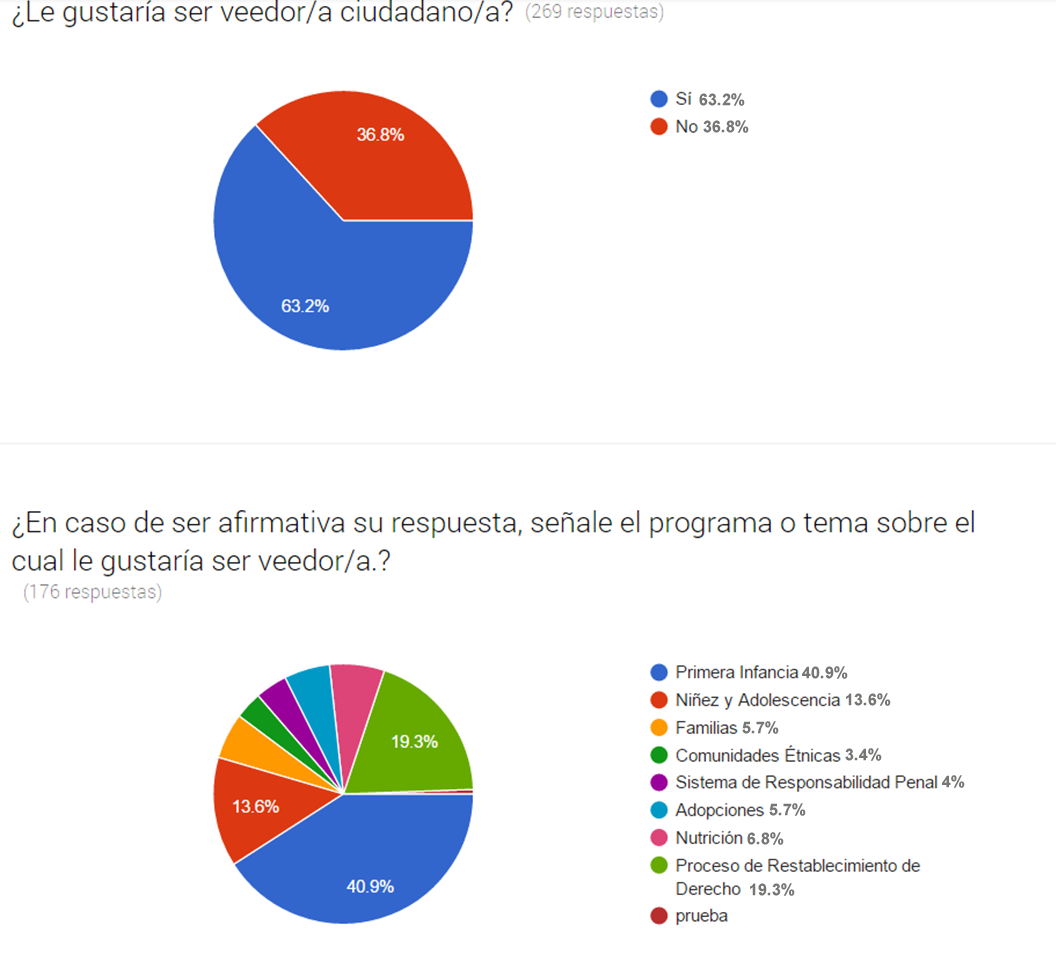 ¿Le gustaría ser veedor/a ciudadano/a? (269 respuestas)
36.8%
63.2%
Sí 63.2%
No 36.8%
¿En caso de ser afirmativa su respuesta, señale el programa o tema sobre el
cual le gustaría ser veedor/a.?
(176 respuestas)
19.3%
13.6%
40.9%
Primera Infancia 40.9%
Niñez y Adolescencia 13.6%
Familias 5.7%
Comunidades Étnicas 3.4%
Sistema de Responsabilidad Penal 4%
Adopciones 5.7%
Nutrición 6.8%
Proceso de Restablecimiento de
Derecho 19.3%
prueba